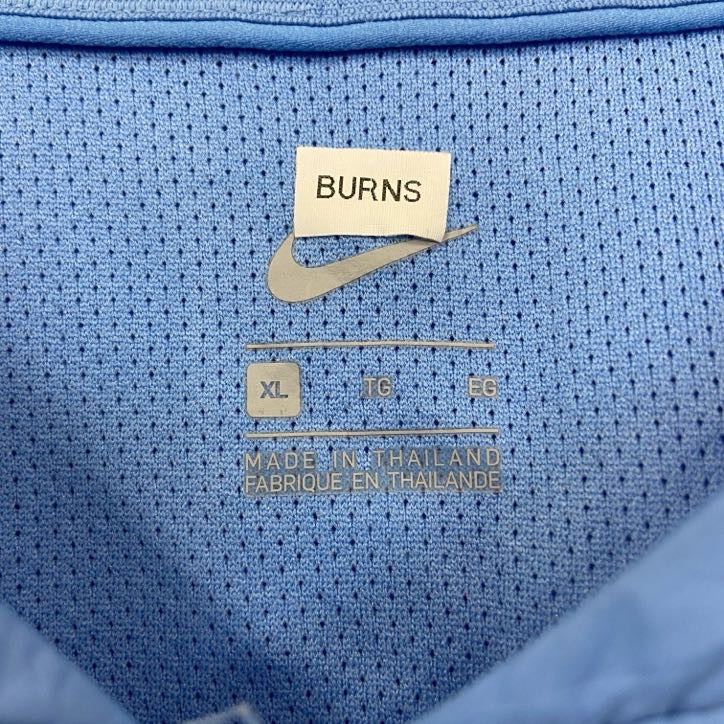 BURNS
XL TG EG
MADE IN THAILAND
FABRIQUE EN THAILANDE